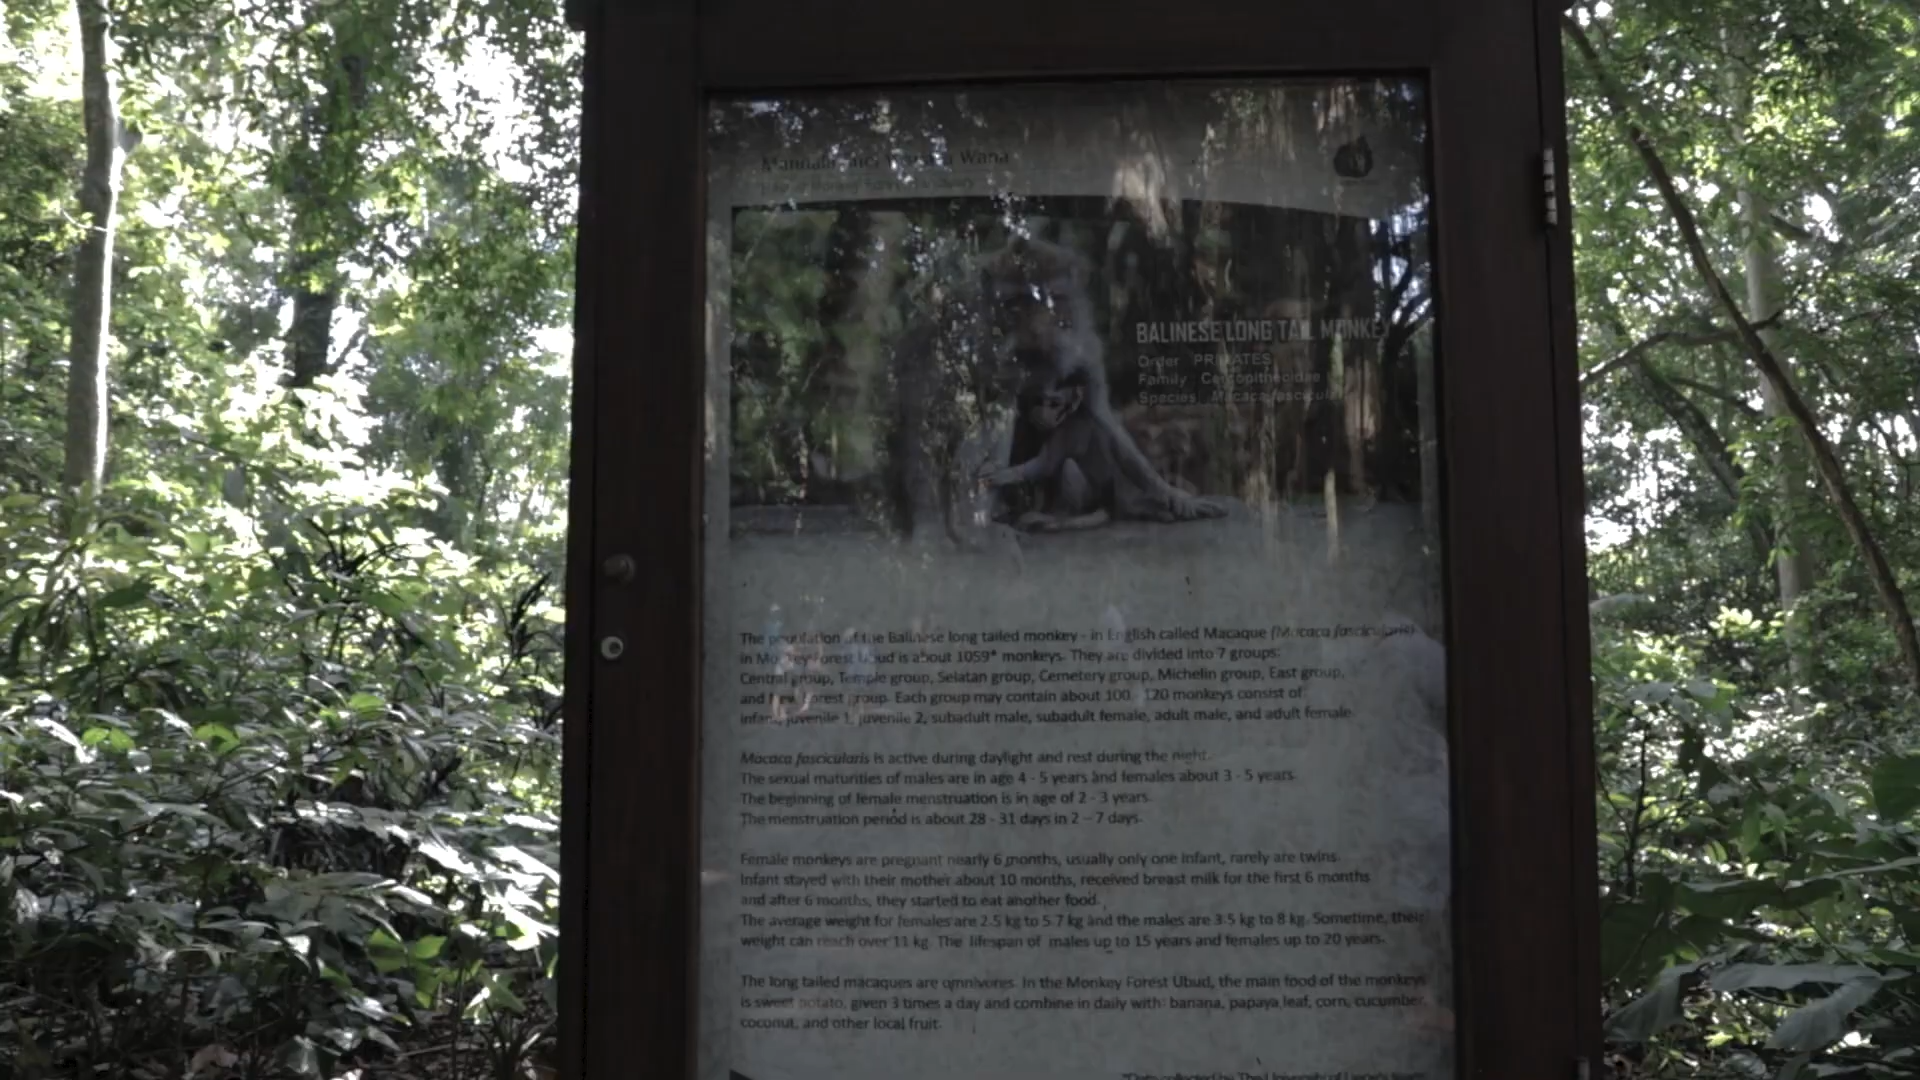 Wana
BALINESE LONG TAIL MONKEY
Order PRIMATES
Family Cercopithecidae
Species Macaca fascicularis
The population of the Balinese long tailed monkey - in English called Macaque (Macaca fascicularis)
in Monkey Forest Ubud is about 1059* monkeys. They are divided into 7 groups:
Central group, Temple group, Selatan group, Cemetery group, Michelin group, East group,
and New Forest group. Each group may contain about 100 - 120 monkeys consist of:
infant, juvenile 1, juvenile 2, subadult male, subadult female, adult male, and adult female.
Macaca fascicularis is active during daylight and rest during the night.
The sexual maturities of males are in age 4 - 5 years and females about 3 - 5 years.
The beginning of female menstruation is in age of 2 - 3 years.
The menstruation period is about 28 - 31 days in 2 - 7 days.
Female monkeys are pregnant nearly 6 months, usually only one infant, rarely are twins.
Infant stayed with their mother about 10 months, received breast milk for the first 6 months
and after 6 months, they started to eat another food.
The average weight for females are 2.5 kg to 5.7 kg and the males are 3.5 kg to 8 kg. Sometime, their
weight can reach over 11 kg. The lifespan of males up to 15 years and females up to 20 years.
The long tailed macaques are omnivores. In the Monkey Forest Ubud, the main food of the monkeys
is sweet potato, given 3 times a day and combine in daily with: banana, papaya leaf, corn, cucumber,
coconut, and other local fruit.
*Data collected by The University of